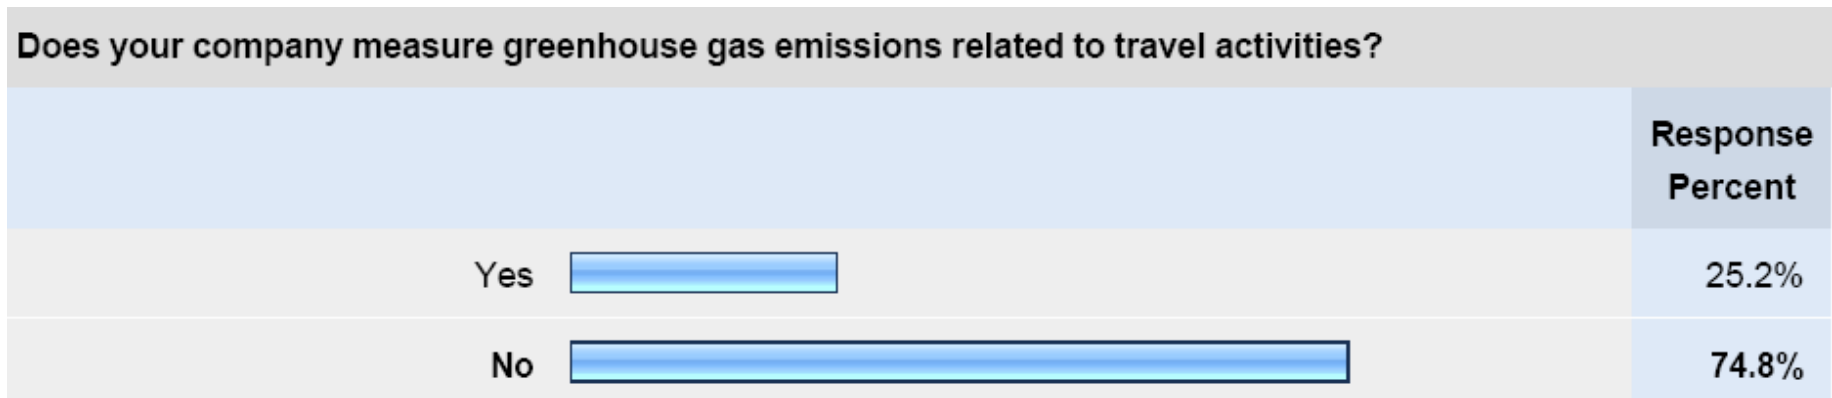 Does your company measure greenhouse gas emissions related to travel activities?
Response
Percent
Yes 25.2%
No 74.8%